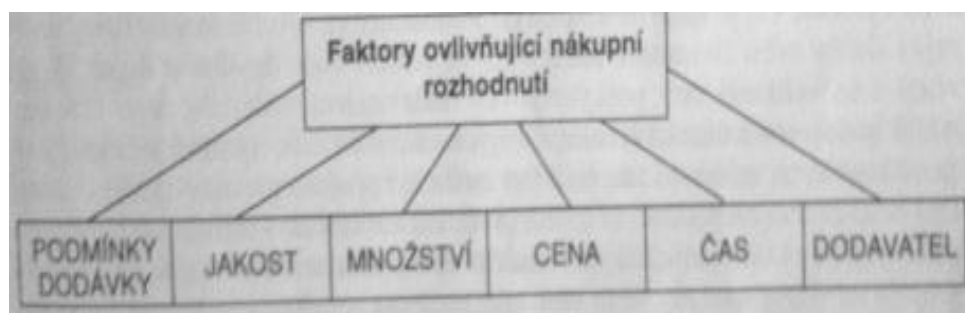 Faktory ovlivňující nákupní
rozhodnutí
PODMÍNKY
DODÁVKY
JAKOST
MNOŽSTVÍ
CENA
ČAS
DODAVATEL